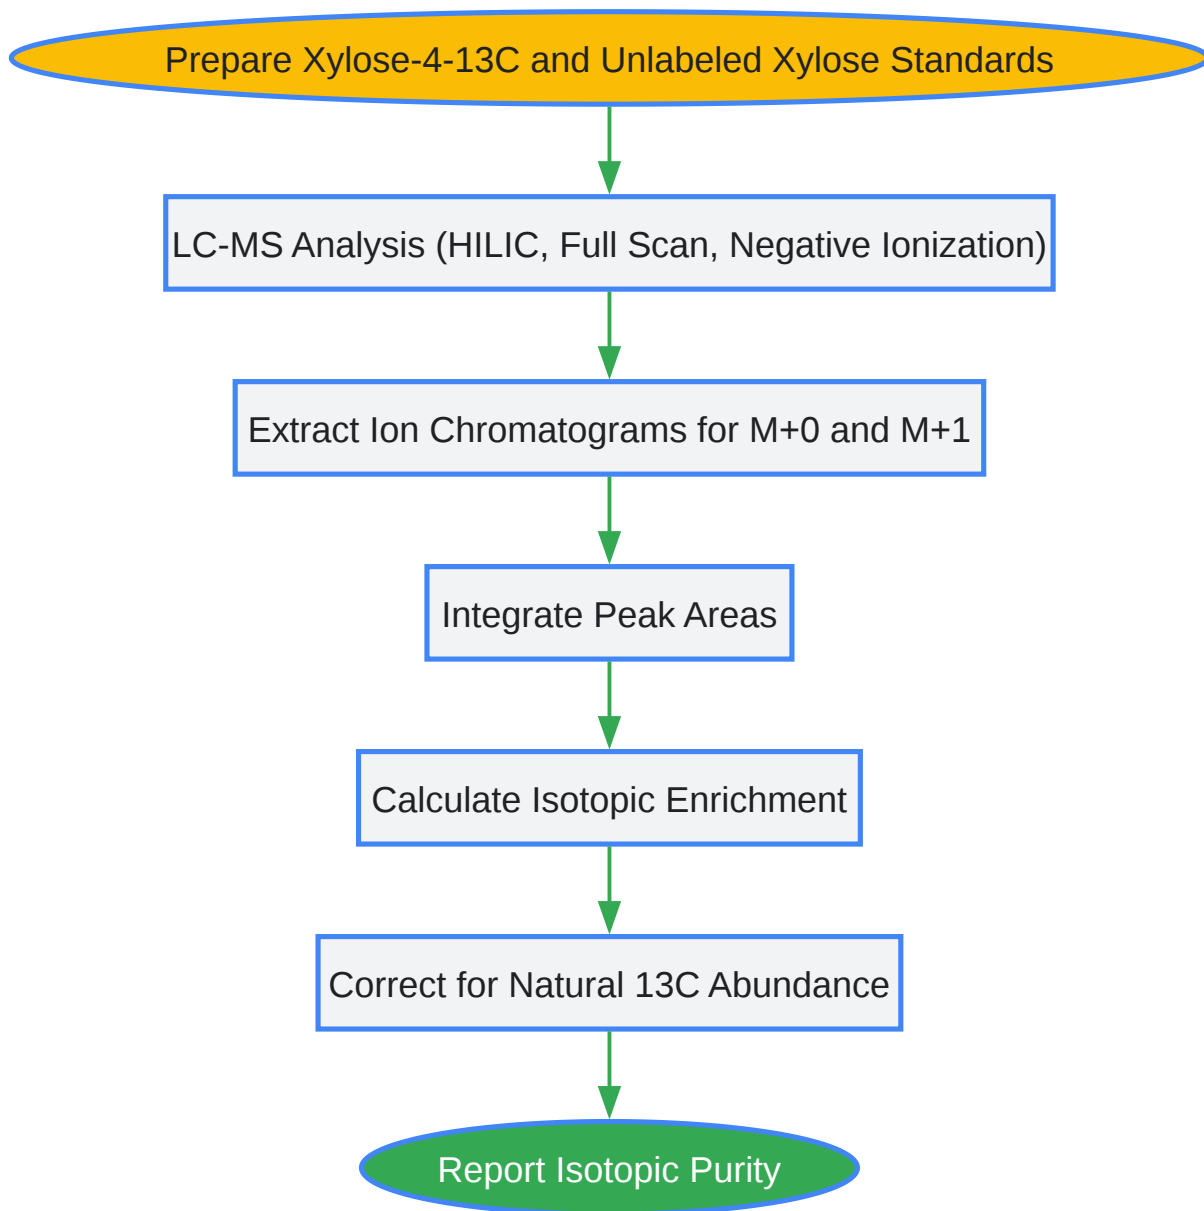 Prepare Xylose-4-13C and Unlabeled Xylose Standards
LC-MS Analysis (HILIC, Full Scan, Negative Ionization)
Extract Ion Chromatograms for M+0 and M+1
Integrate Peak Areas
Calculate Isotopic Enrichment
Correct for Natural 13C Abundance
Report Isotopic Purity